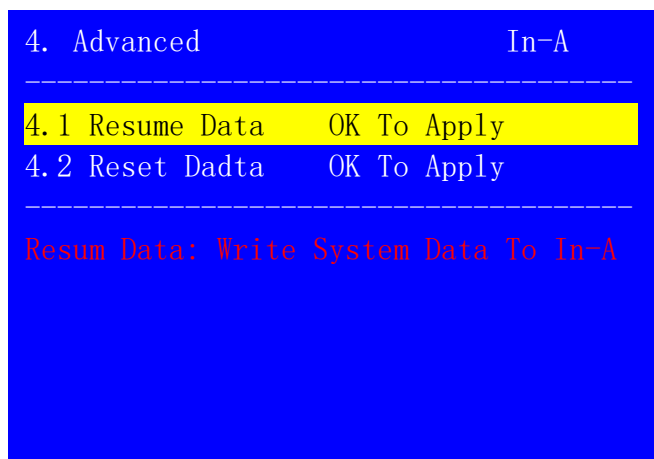 4. Advanced In-A
--------------------------------------
4.1 Resume Data OK To Apply
4.2 Reset Dadta OK To Apply
--------------------------------------
Resum Data: Write System Data To In-A